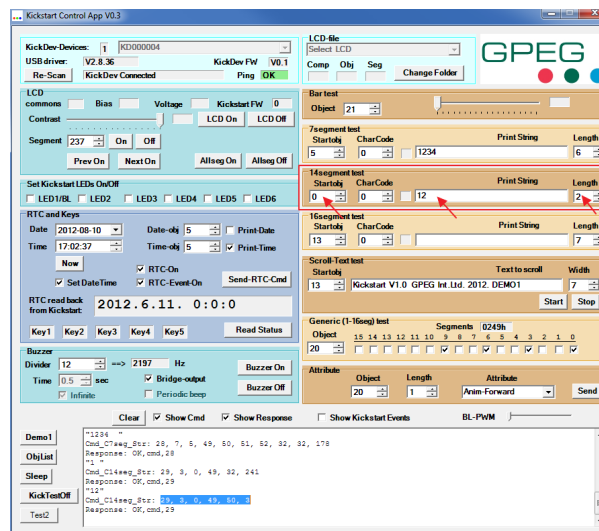 Kickstart Control App V0.3
KickDev-Devices: 1 KD000004
USB driver: V2.8.36 KickDev FW V0.1
Re-Scan KickDev Connected Ping OK
LCD-file
Select LCD
Comp Obj Seg
Change Folder
GPEG
LCD
commons Bias Voltage Kickstart FW 0
Contrast LCD On LCD Off
Segment 237 On Off
Prev On Next On Allseg On Allseg Off
Set Kickstart LEDs On/Off
LED1/BL LED2 LED3 LED4 LED5 LED6
RTC and Keys
Date 2012-08-10 Date-obj 5 Print-Date
Time 17:02:37 Time-obj 5 Print-Time
Now RTC-On
Set DateTime RTC-Event-On Send-RTC-Cmd
RTC read back
from Kickstart: 2012.6.11. 0:0:0
Key1 Key2 Key3 Key4 Key5 Read Status
Buzzer
Divider 12 ==> 2197 Hz Buzzer On
Time 0.5 sec Bridge-output Buzzer Off
Infinite Periodic beep
Bar test
Object 21
7segment test
Startobj CharCode Print String Length
5 0 1234 6
14segment test
Startobj CharCode Print String Length
0 0 12 2
16segment test
Startobj CharCode Print String Length
13 0 7
Scroll-Text test
Startobj Text to scroll Width
13 Kickstart V1.0 GPEG Int.Ltd. 2012. DEMO1 7
Start Stop
Generic (1-16seg) test
Object Segments 0249h
20 15 14 13 12 11 10 9 8 7 6 5 4 3 2 1 0
Attribute
Object Length Attribute
20 1 Anim-Forward Send
Clear Show Cmd Show Response Show Kickstart Events BL-PWM
Demo1
ObjList
Sleep
KickTestOff
Test2
"1234 "
Cmd_C7seg_Str: 28, 7, 5, 49, 50, 51, 52, 32, 32, 178
Response: OK,cmd,28
"1 "
Cmd_C14seg_Str: 29, 3, 0, 49, 32, 241
Response: OK,cmd,29
"12"
Cmd_C14seg_Str: 29, 3, 0, 49, 50, 3
Response: OK,cmd,29